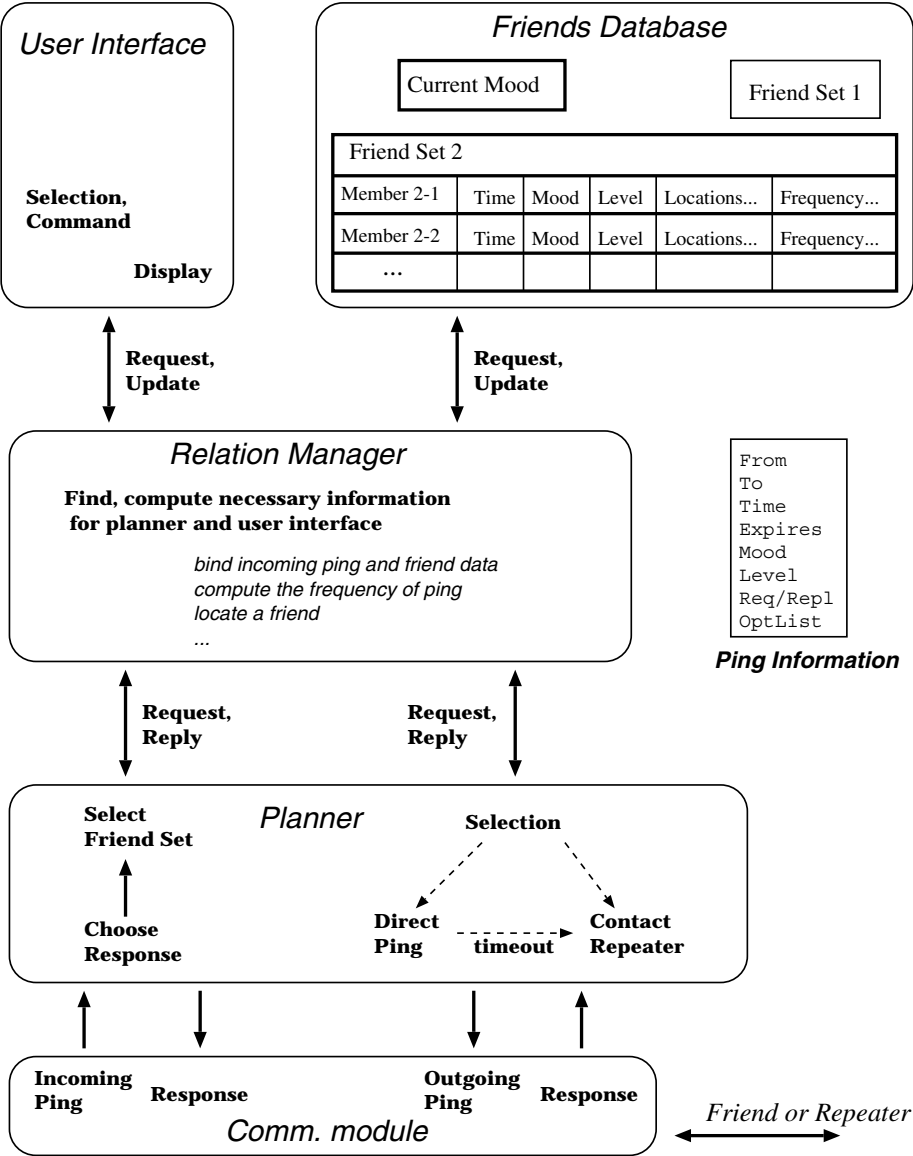 User Interface
Selection,
Command
Display
Friends Database
Current Mood
Friend Set 1
Friend Set 2
Member 2-1 Time Mood Level Locations... Frequency...
Member 2-2 Time Mood Level Locations... Frequency...
...
Request,
Update
Request,
Update
Relation Manager
Find, compute necessary information
for planner and user interface
bind incoming ping and friend data
compute the frequency of ping
locate a friend
...
From
To
Time
Expires
Mood
Level
Req/Repl
OptList
Ping Information
Request,
Reply
Request,
Reply
Planner
Select
Friend Set
Choose
Response
Selection
Direct
Ping
timeout
Contact
Repeater
Incoming
Ping
Response
Outgoing
Ping
Response
Comm. module
Friend or Repeater